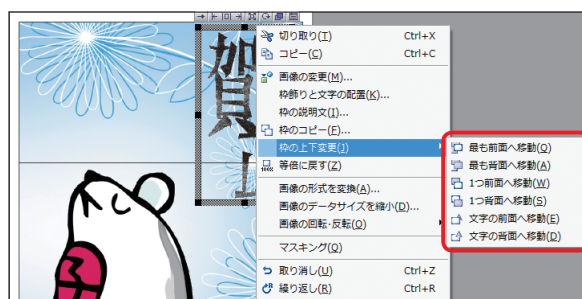 賀
切り取り(T) Ctrl+X
コピー(C) Ctrl+C
画像の変更(M)...
枠飾りと文字の配置(K)...
枠の説明文(I)...
枠のコピー(F)...
枠の上下変更(J)
等倍に戻す(Z)
画像の形式を変換(A)...
画像のデータサイズを縮小(D)...
画像の回転・反転(O)
マスキング(Q)
取り消し(U) Ctrl+Z
繰り返し(R) Ctrl+R
最も前面へ移動(Q)
最も背面へ移動(A)
1つ前面へ移動(W)
1つ背面へ移動(S)
文字の前面へ移動(E)
文字の背面へ移動(D)